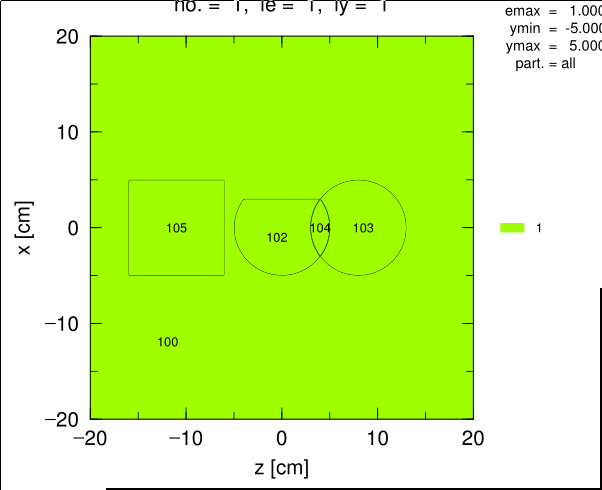 no. = 1, ie = 1, iy = 1
emax = 1.000
ymin = -5.000
ymax = 5.000
part. = all
20
10
0
−10
−20
x [cm]
105
102
104
103
100
1
−20
−10
0
10
20
z [cm]